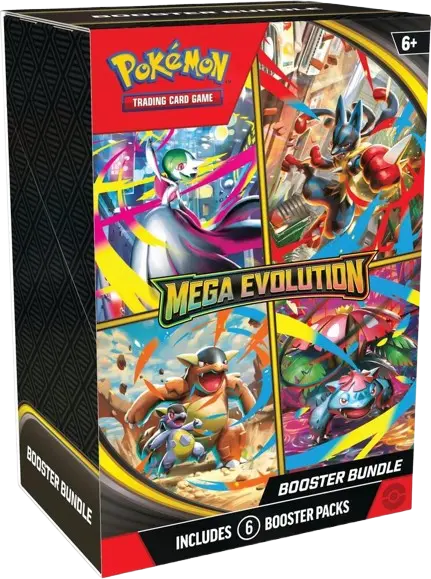 6+
POKÉMON
TRADING CARD GAME
MEGA EVOLUTION
BOOSTER BUNDLE
INCLUDES 6 BOOSTER PACKS
BOOSTER BUNDLE